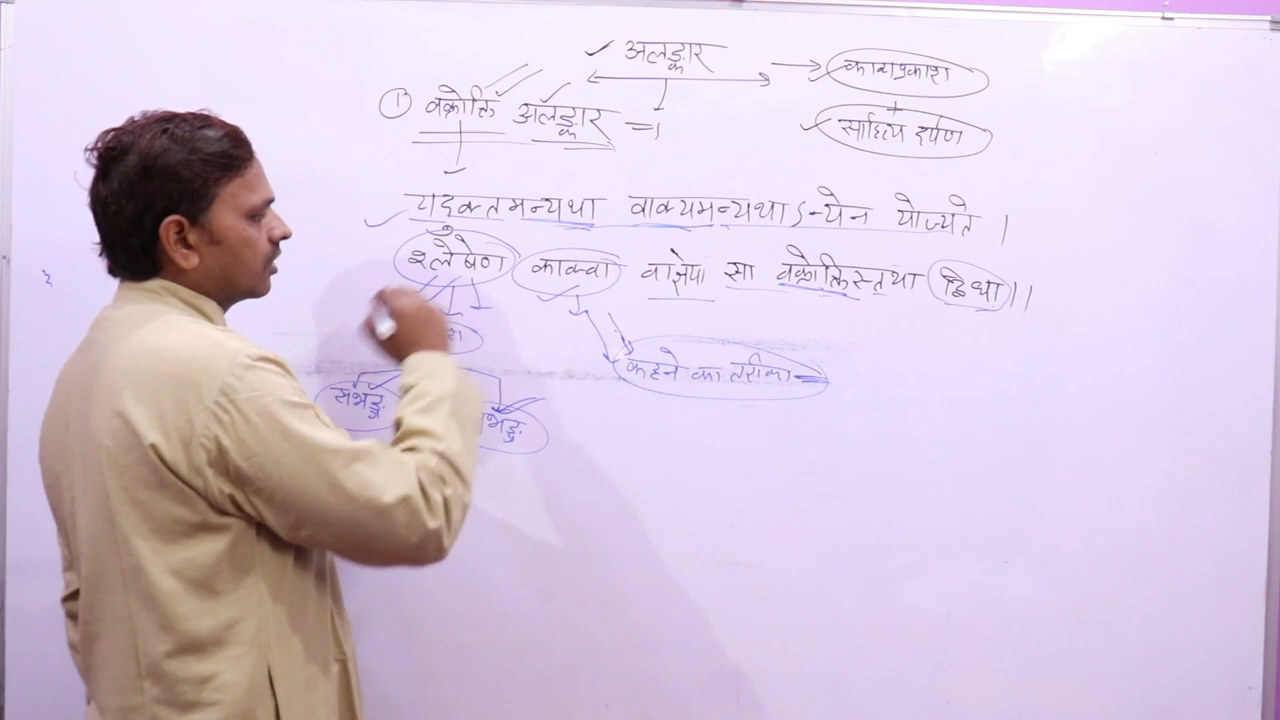 अलङ्कार
काव्यप्रकाश
+
साहित्य दर्पण
① वक्रोक्ति अलङ्कार =
यदुक्तमन्यथा वाक्यमन्यथाऽन्येन योज्यते ।
श्लेषेण काक्वा वा ज्ञेया सा वक्रोक्तिस्तथा द्विधा ।।
कहने का तरीका
सभङ्ग